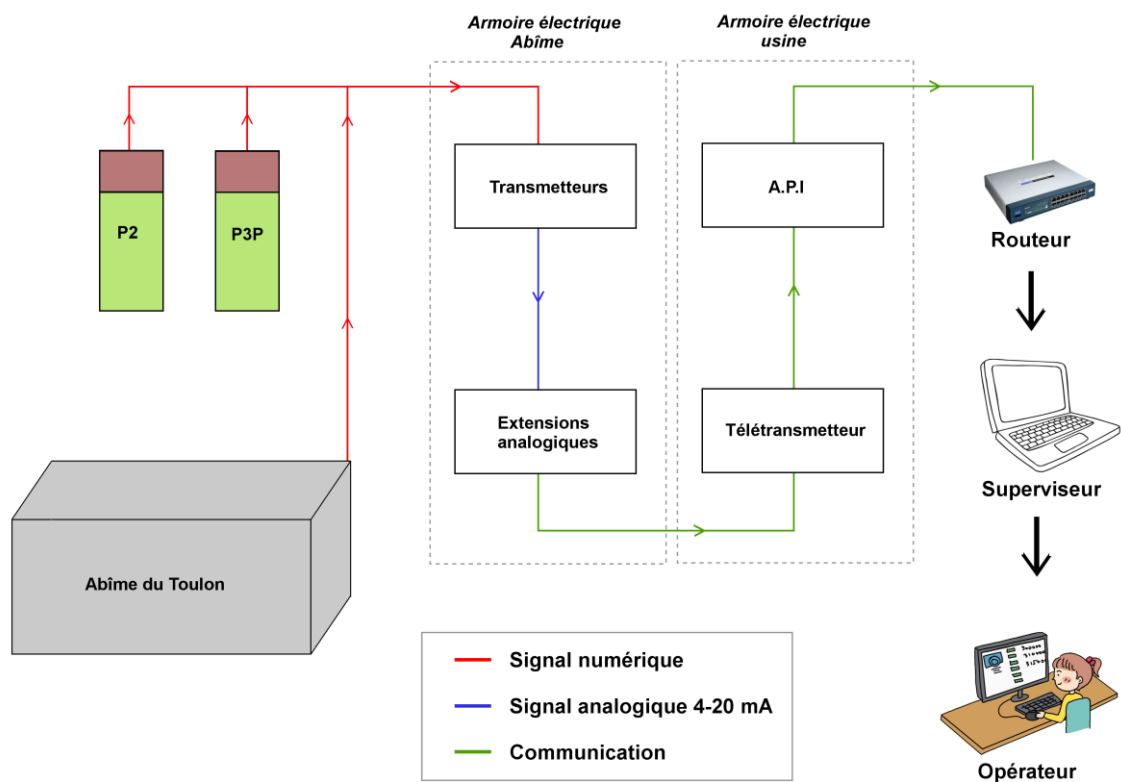 Armoire électrique
Abîme
Armoire électrique
usine
P2
P3P
Transmetteurs
A.P.I
Routeur
Extensions
analogiques
Télétransmetteur
Superviseur
Abîme du Toulon
Signal numérique
Signal analogique 4-20 mA
Communication
Opérateur